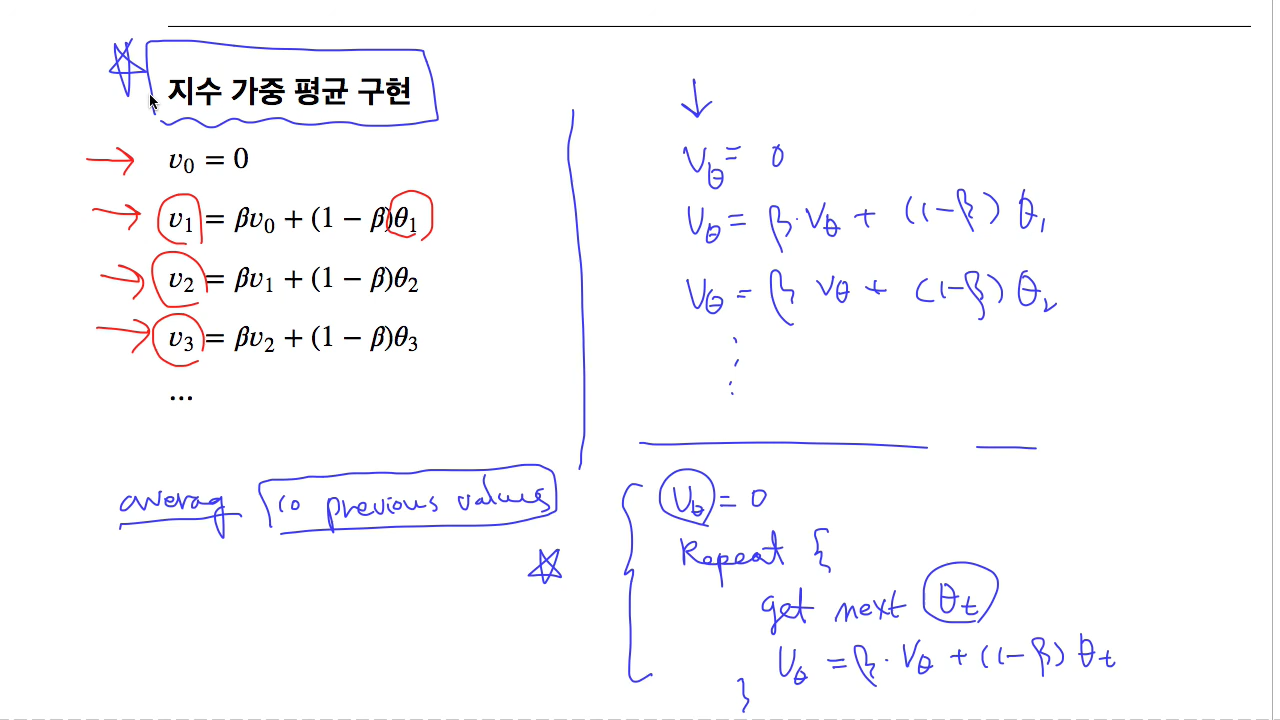 지수 가중 평균 구현
v₀ = 0
v₁ = βv₀ + (1 − β)θ₁
v₂ = βv₁ + (1 − β)θ₂
v₃ = βv₂ + (1 − β)θ₃
...
averag 10 previous values
V_θ = 0
V_θ = β · V_θ + (1 − β) θ₁
V_θ = β V_θ + (1 − β) θ₂
⋮
V_θ = 0
Repeat {
get next θ_t
V_θ = β · V_θ + (1 − β) θ_t
}